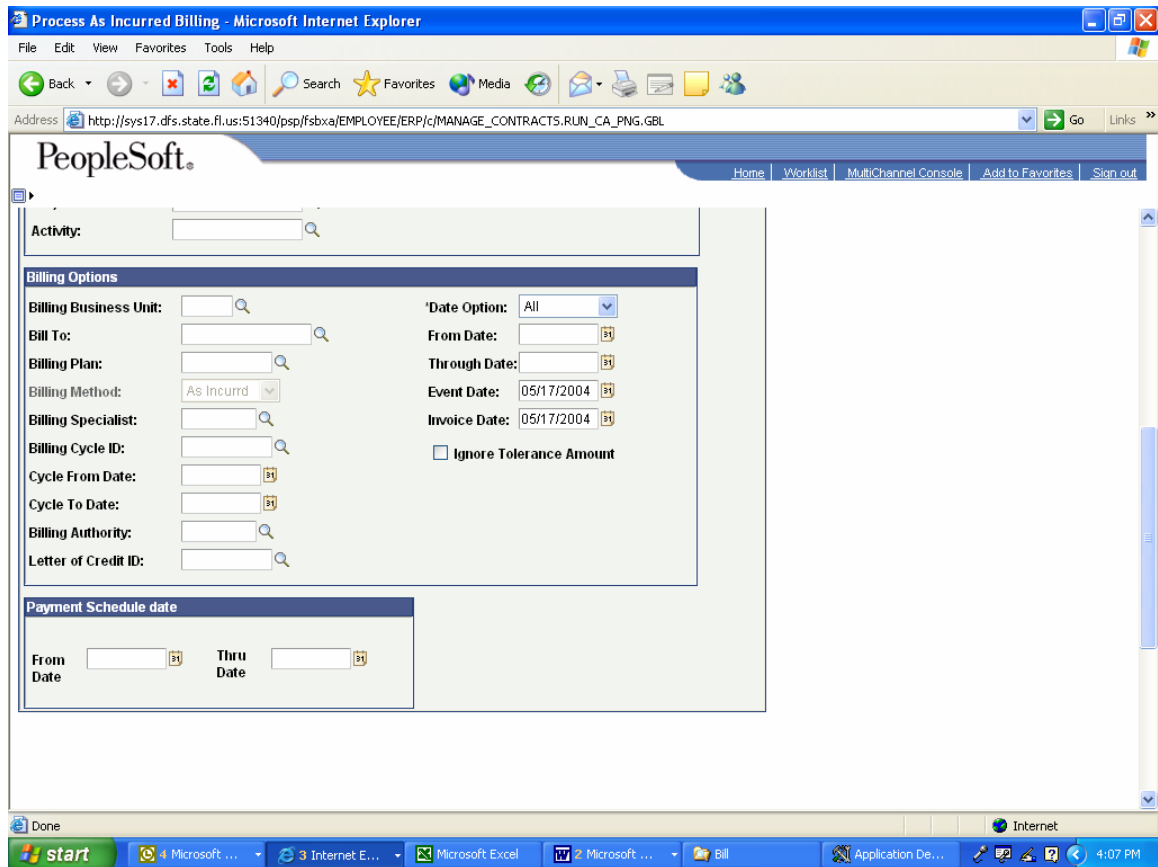 Process As Incurred Billing - Microsoft Internet Explorer
File Edit View Favorites Tools Help
Back Search Favorites Media
Address http://sys17.dfs.state.fl.us:51340/psp/fsbxa/EMPLOYEE/ERP/c/MANAGE_CONTRACTS.RUN_CA_PNG.GBL Go Links »
PeopleSoft®
Home Worklist MultiChannel Console Add to Favorites Sign out
Activity:
Billing Options
Billing Business Unit: *Date Option: All
Bill To: From Date:
Billing Plan: Through Date:
Billing Method: As Incurrd Event Date: 05/17/2004
Billing Specialist: Invoice Date: 05/17/2004
Billing Cycle ID: Ignore Tolerance Amount
Cycle From Date:
Cycle To Date:
Billing Authority:
Letter of Credit ID:
Payment Schedule date
From Date Thru Date
Done Internet
start 4 Microsoft ... 3 Internet E... Microsoft Excel 2 Microsoft ... Bill Application De... 4:07 PM